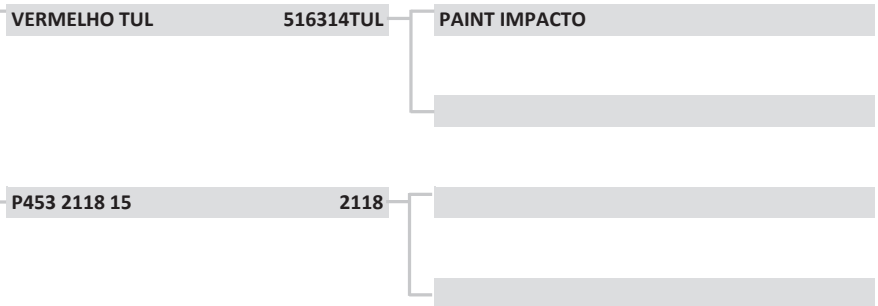 VERMELHO TUL 516314TUL PAINT IMPACTO
P453 2118 15 2118